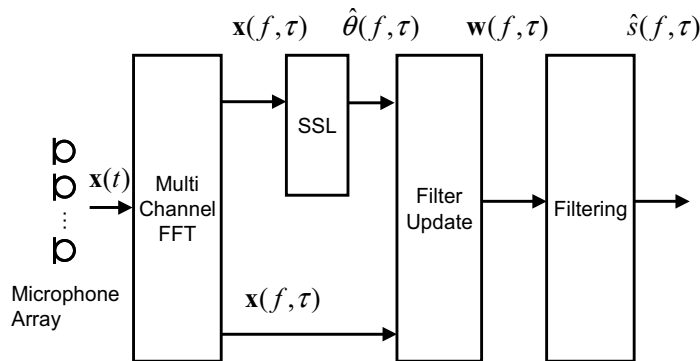 𝐱(f,τ) θ̂(f,τ) 𝐰(f,τ) ŝ(f,τ)
SSL
𝐱(t)
Multi
Channel
FFT
Filter
Update
Filtering
𝐱(f,τ)
Microphone
Array